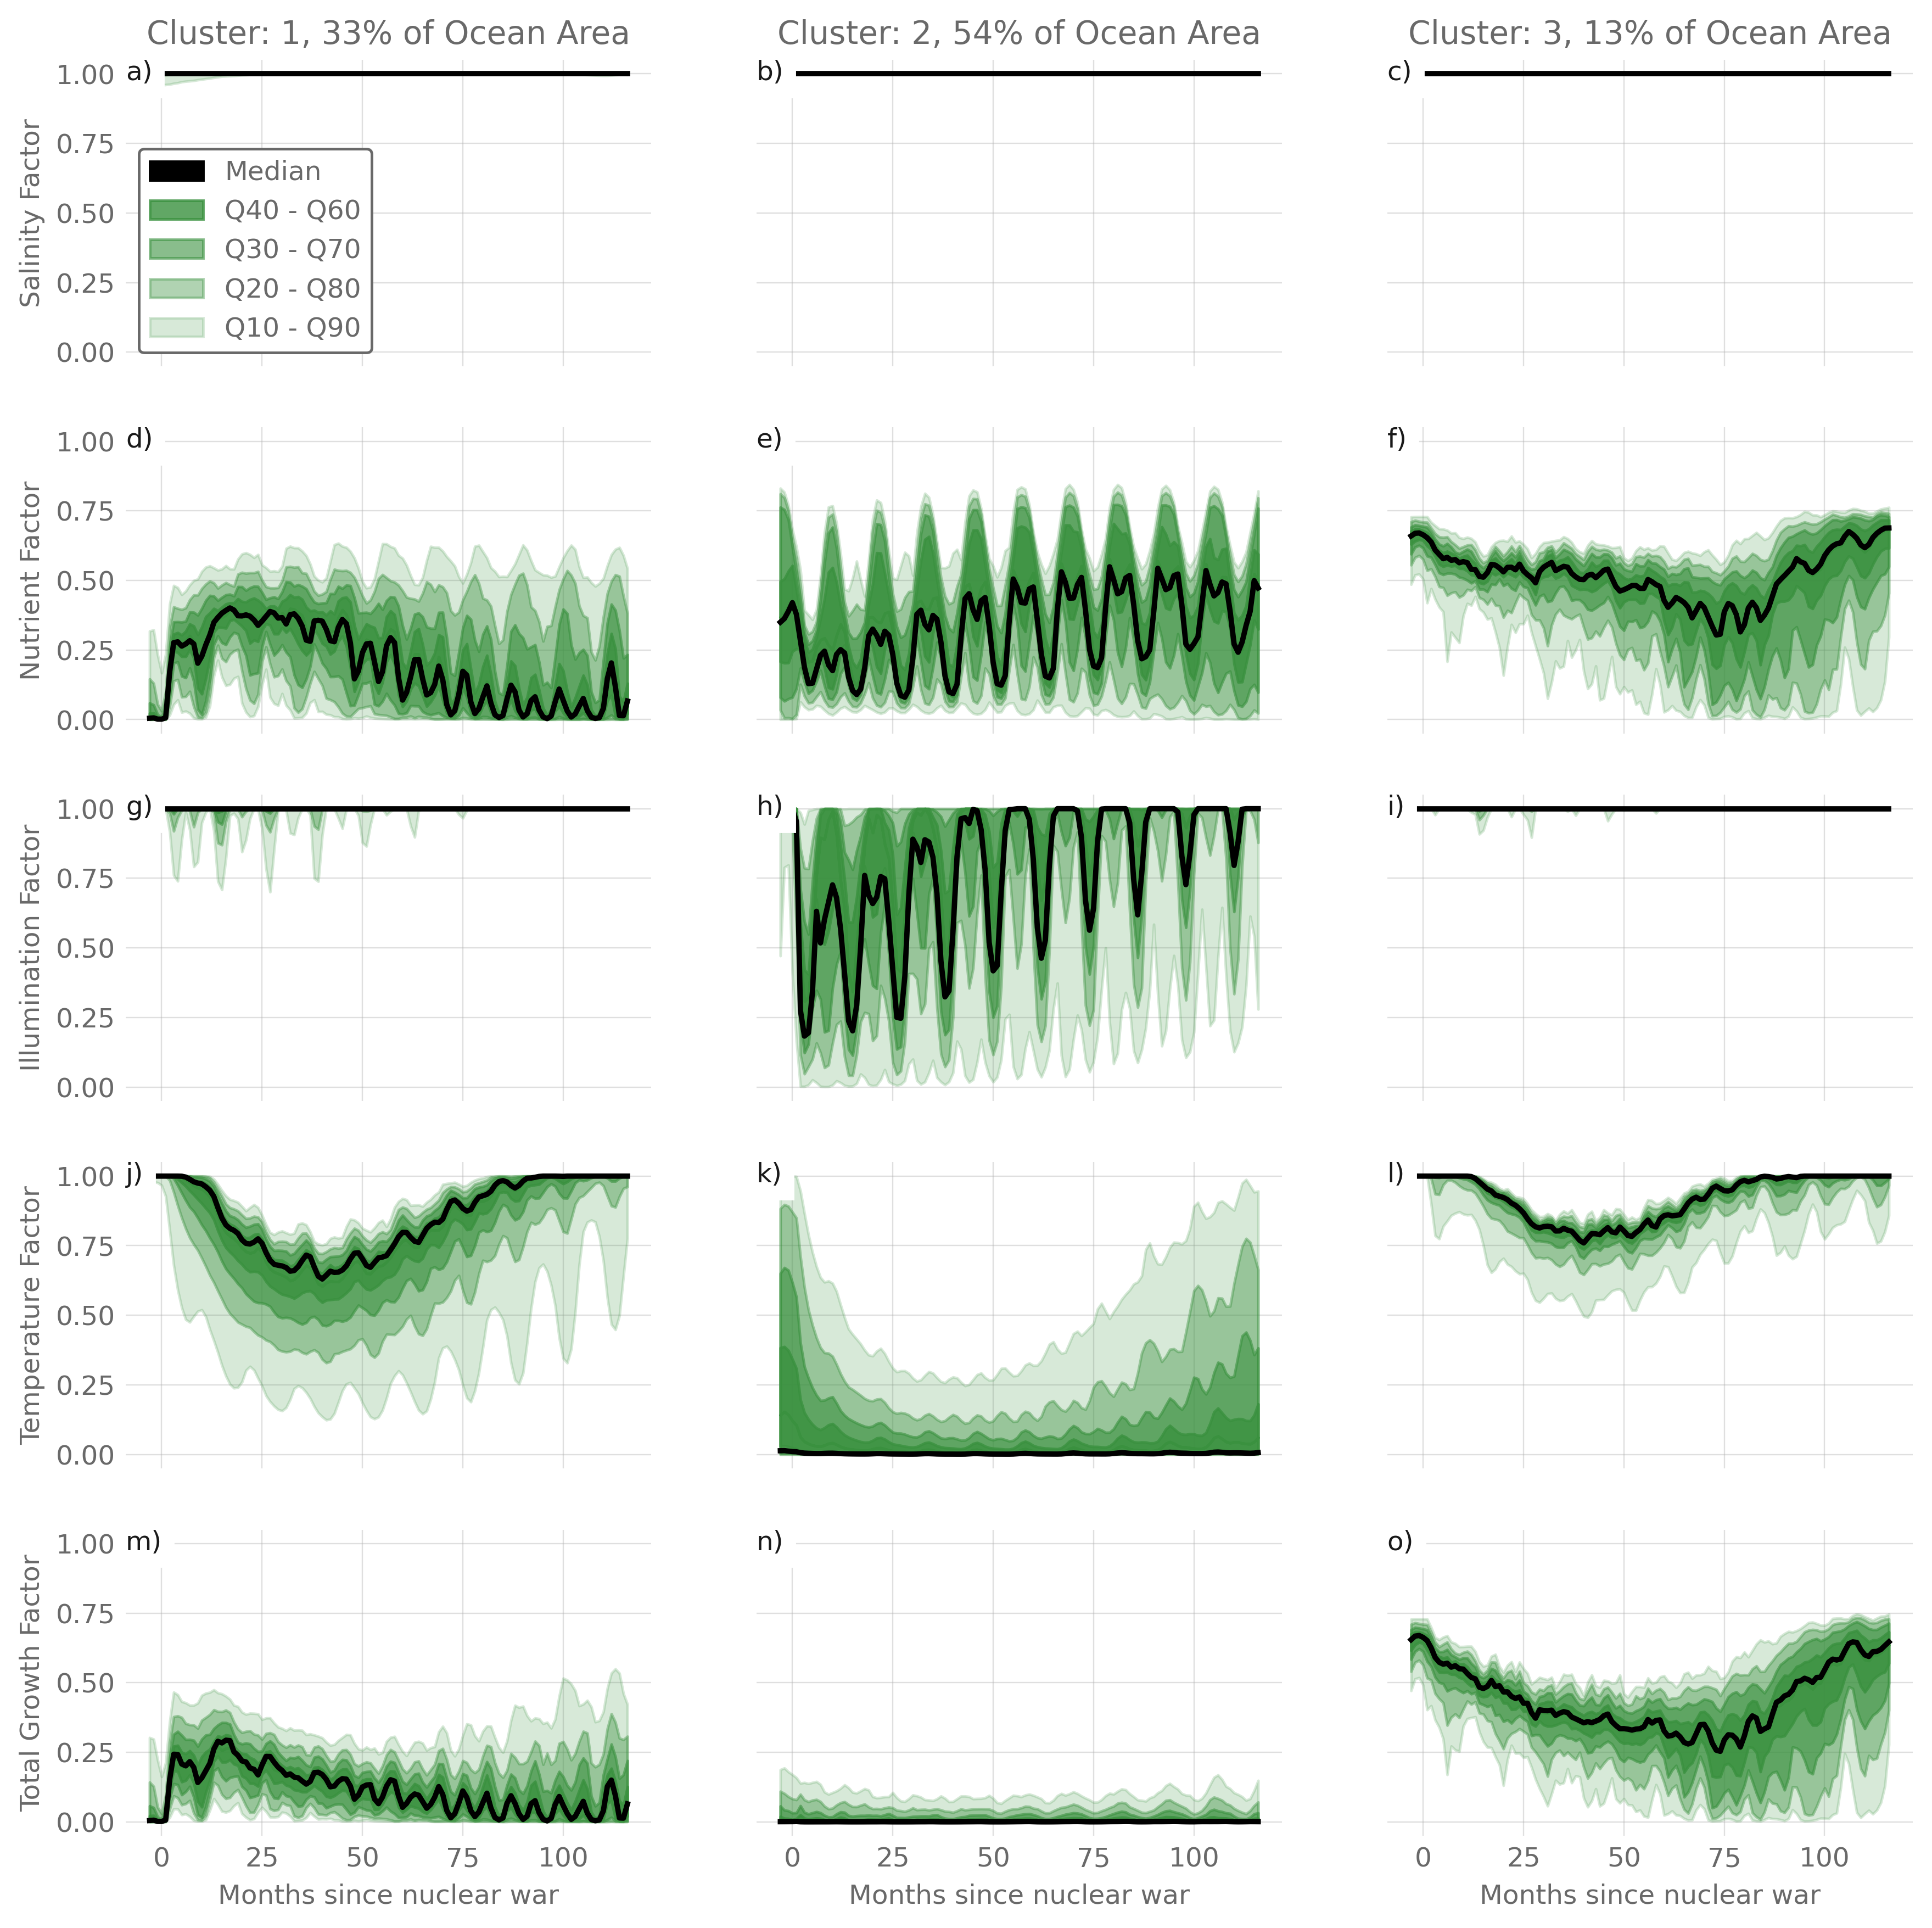 Cluster: 1, 33% of Ocean Area
Cluster: 2, 54% of Ocean Area
Cluster: 3, 13% of Ocean Area
a)
b)
c)
1.00
0.75
0.50
0.25
0.00
Salinity Factor
Median
Q40 - Q60
Q30 - Q70
Q20 - Q80
Q10 - Q90
d)
e)
f)
1.00
0.75
0.50
0.25
0.00
Nutrient Factor
g)
h)
i)
1.00
0.75
0.50
0.25
0.00
Illumination Factor
j)
k)
l)
1.00
0.75
0.50
0.25
0.00
Temperature Factor
m)
n)
o)
1.00
0.75
0.50
0.25
0.00
Total Growth Factor
0 25 50 75 100
0 25 50 75 100
0 25 50 75 100
Months since nuclear war
Months since nuclear war
Months since nuclear war